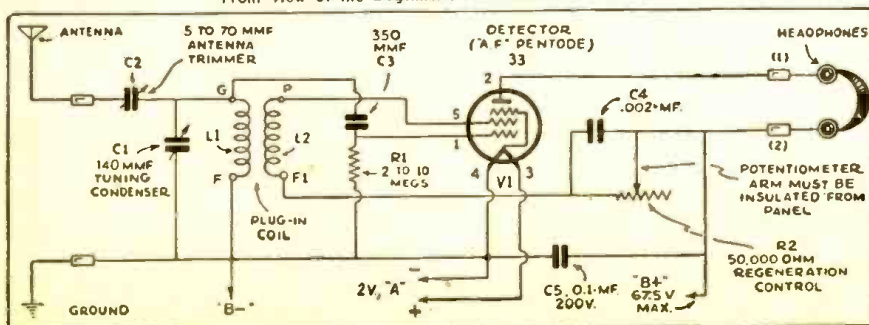 ANTENNA
5 TO 70 MMF
ANTENNA
TRIMMER
C2
C1
140 MMF
TUNING
CONDENSER
G
L1
F
P
L2
F1
PLUG-IN
COIL
350
MMF
C3
R1
2 TO 10
MEGS
DETECTOR
("A.F." PENTODE)
33
2
5
1
4
V1
3
C4
.002-MF.
HEADPHONES
(1)
(2)
POTENTIOMETER
ARM MUST BE
INSULATED FROM
PANEL
R2
50,000 OHM
REGENERATION
CONTROL
GROUND
"B-"
2V, "A"
-
+
C5, 0.1-MF.
200V.
"B+"
67.5 V
MAX.